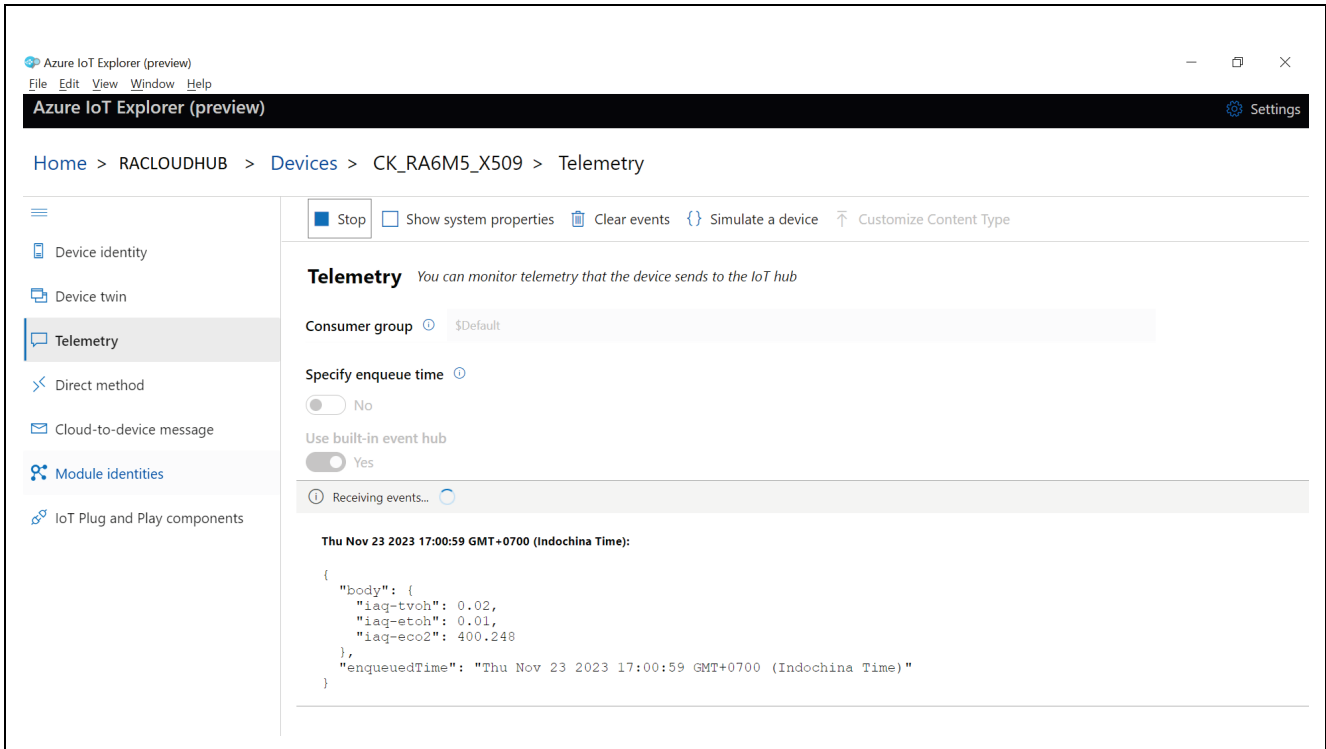 Azure IoT Explorer (preview)
File Edit View Window Help
Azure IoT Explorer (preview)
Settings
Home > RACLOUDHUB > Devices > CK_RA6M5_X509 > Telemetry
Stop Show system properties Clear events {} Simulate a device Customize Content Type
Device identity
Device twin
Telemetry
Direct method
Cloud-to-device message
Module identities
IoT Plug and Play components
Telemetry You can monitor telemetry that the device sends to the IoT hub
Consumer group $Default
Specify enqueue time
No
Use built-in event hub
Yes
Receiving events...
Thu Nov 23 2023 17:00:59 GMT+0700 (Indochina Time):
{
"body": {
"iaq-tvoh": 0.02,
"iaq-etoh": 0.01,
"iaq-eco2": 400.248
},
"enqueuedTime": "Thu Nov 23 2023 17:00:59 GMT+0700 (Indochina Time)"
}